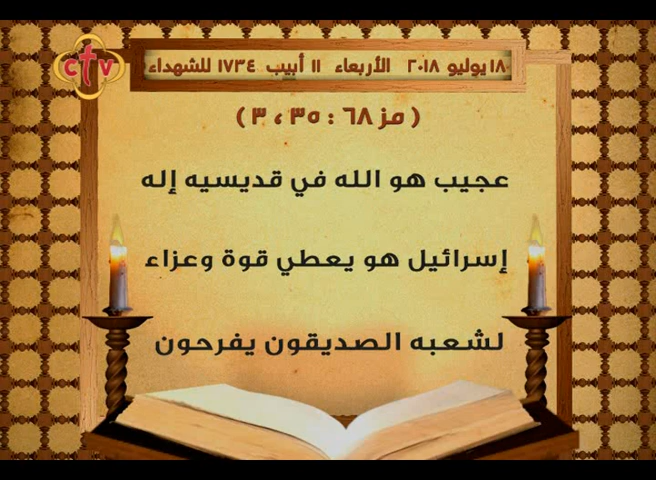 CTV
١٨ يوليو ٢٠١٨ الأربعاء ١١ أبيب ١٧٣٤ للشهداء
( مز ٦٨ : ٣٥ ، ٣ )
عجيب هو الله في قديسيه إله
إسرائيل هو يعطي قوة وعزاء
لشعبه الصديقون يفرحون